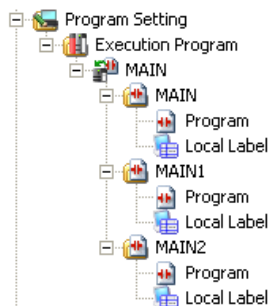 Program Setting
Execution Program
MAIN
MAIN
Program
Local Label
MAIN1
Program
Local Label
MAIN2
Program
Local Label